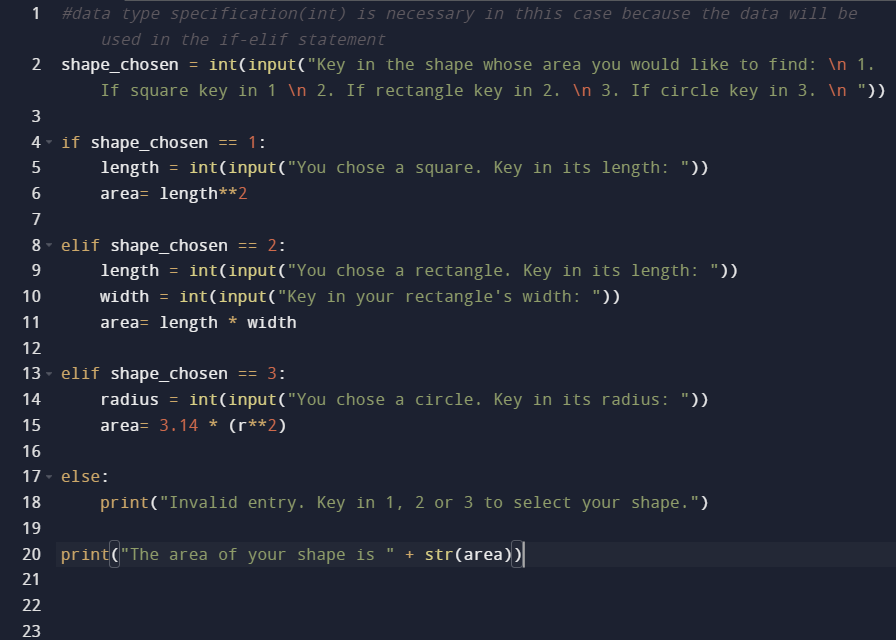 1 #data type specification(int) is necessary in thhis case because the data will be
used in the if-elif statement
2 shape_chosen = int(input("Key in the shape whose area you would like to find: \n 1.
If square key in 1 \n 2. If rectangle key in 2. \n 3. If circle key in 3. \n "))
3
4 if shape_chosen == 1:
5 length = int(input("You chose a square. Key in its length: "))
6 area= length**2
7
8 elif shape_chosen == 2:
9 length = int(input("You chose a rectangle. Key in its length: "))
10 width = int(input("Key in your rectangle's width: "))
11 area= length * width
12
13 elif shape_chosen == 3:
14 radius = int(input("You chose a circle. Key in its radius: "))
15 area= 3.14 * (r**2)
16
17 else:
18 print("Invalid entry. Key in 1, 2 or 3 to select your shape.")
19
20 print("The area of your shape is " + str(area))
21
22
23